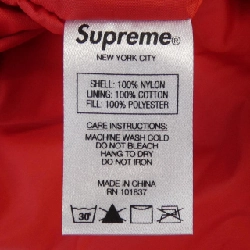 Supreme®
NEW YORK CITY
SHELL: 100% NYLON
LINING: 100% COTTON
FILL: 100% POLYESTER
CARE INSTRUCTIONS:
MACHINE WASH COLD
DO NOT BLEACH
HANG TO DRY
DO NOT IRON
MADE IN CHINA
RN 101837
30°